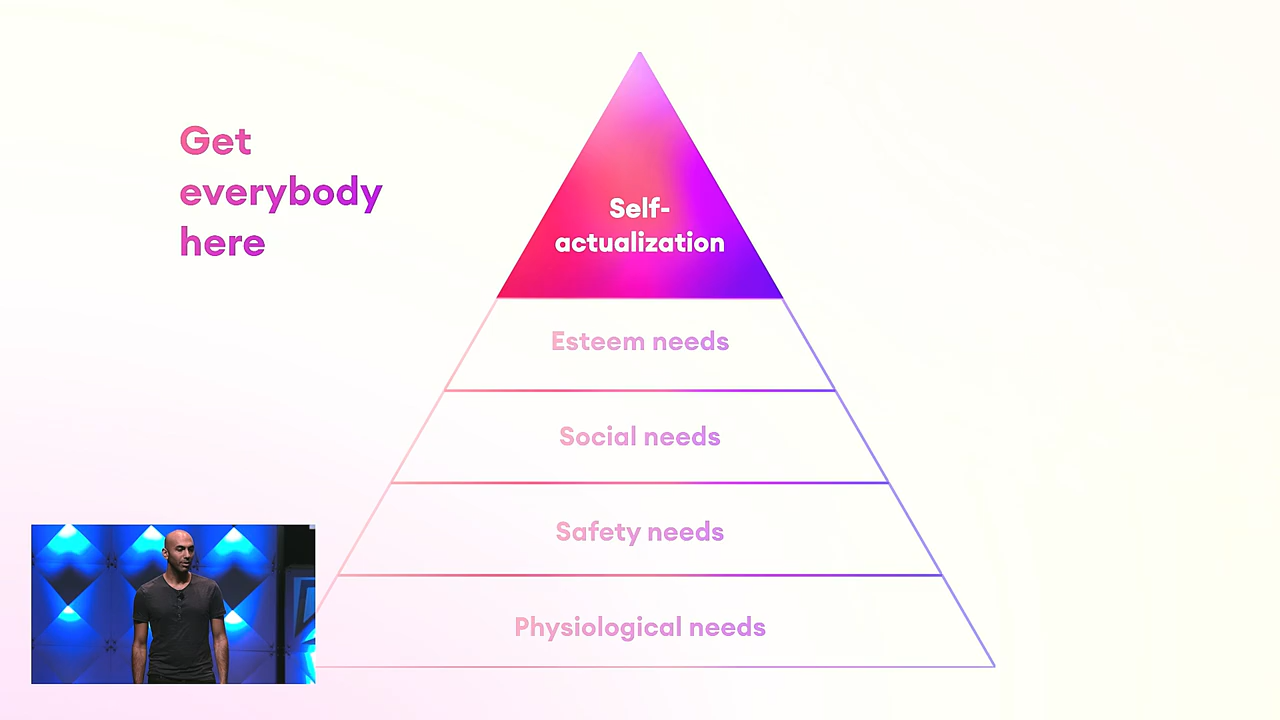 Get
everybody
here
Self-
actualization
Esteem needs
Social needs
Safety needs
Physiological needs